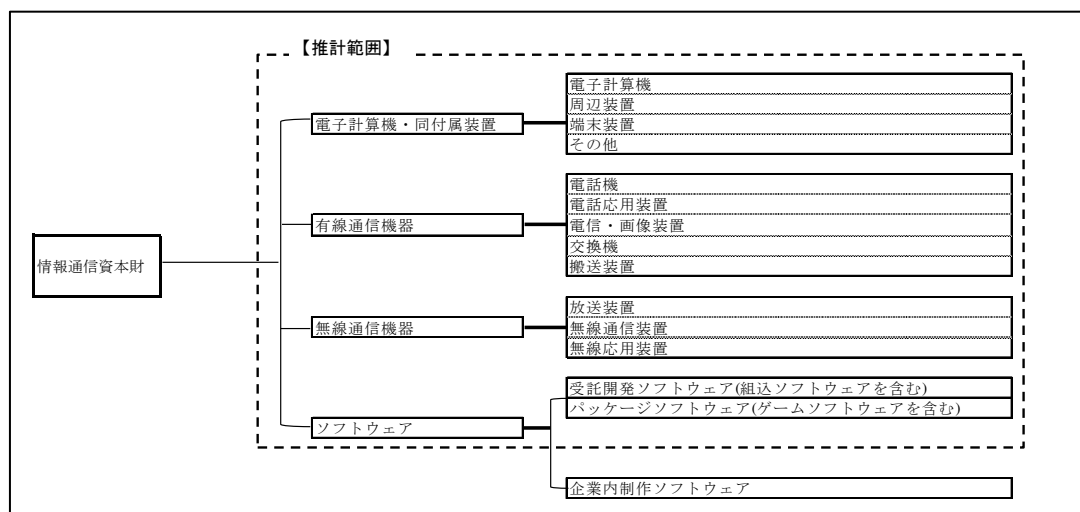 【推計範囲】
情報通信資本財
電子計算機・同付属装置
電子計算機
周辺装置
端末装置
その他
有線通信機器
電話機
電話応用装置
電信・画像装置
交換機
搬送装置
無線通信機器
放送装置
無線通信装置
無線応用装置
ソフトウェア
受託開発ソフトウェア(組込ソフトウェアを含む)
パッケージソフトウェア(ゲームソフトウェアを含む)
企業内制作ソフトウェア